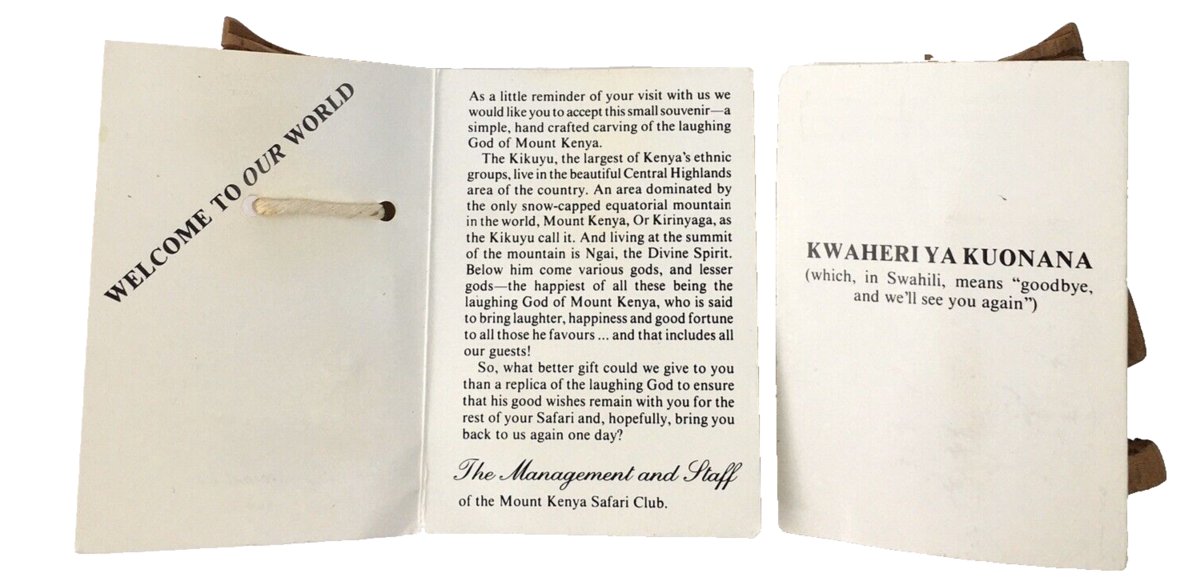 WELCOME TO OUR WORLD
As a little reminder of your visit with us we
would like you to accept this small souvenir—a
simple, hand crafted carving of the laughing
God of Mount Kenya.
The Kikuyu, the largest of Kenya's ethnic
groups, live in the beautiful Central Highlands
area of the country. An area dominated by
the only snow-capped equatorial mountain
in the world, Mount Kenya, Or Kirinyaga, as
the Kikuyu call it. And living at the summit
of the mountain is Ngai, the Divine Spirit.
Below him come various gods, and lesser
gods—the happiest of all these being the
laughing God of Mount Kenya, who is said
to bring laughter, happiness and good fortune
to all those he favours ... and that includes all
our guests!
So, what better gift could we give to you
than a replica of the laughing God to ensure
that his good wishes remain with you for the
rest of your Safari and, hopefully, bring you
back to us again one day?
The Management and Staff
of the Mount Kenya Safari Club.
KWAHERI YA KUONANA
(which, in Swahili, means “goodbye,
and we'll see you again”)